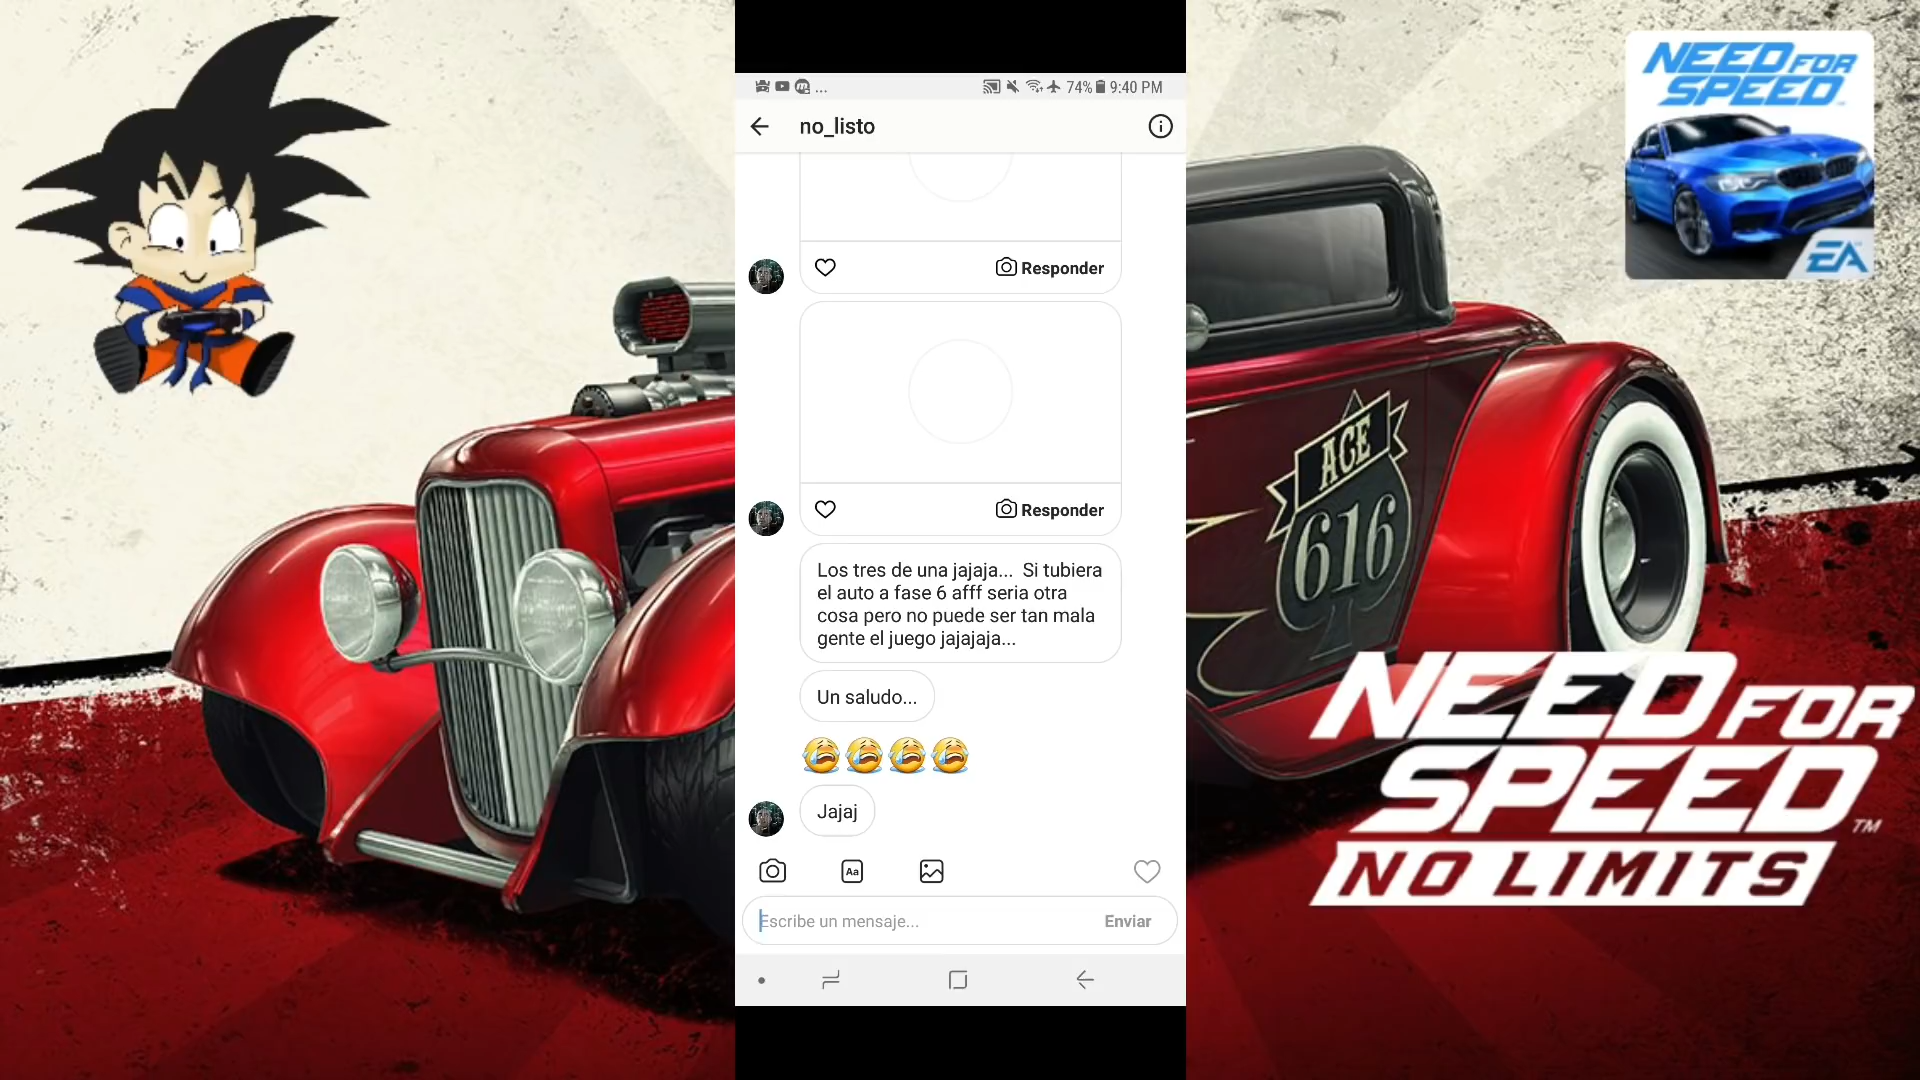 ... 74% 9:40 PM
no_listo
Responder
Responder
Los tres de una jajaja... Si tubiera
el auto a fase 6 afff seria otra
cosa pero no puede ser tan mala
gente el juego jajajaja...
Un saludo...
Jajaj
Aa
Escribe un mensaje...
Enviar
NEED FOR
SPEED
EA
ACE
616
NEED FOR
SPEED™
NO LIMITS